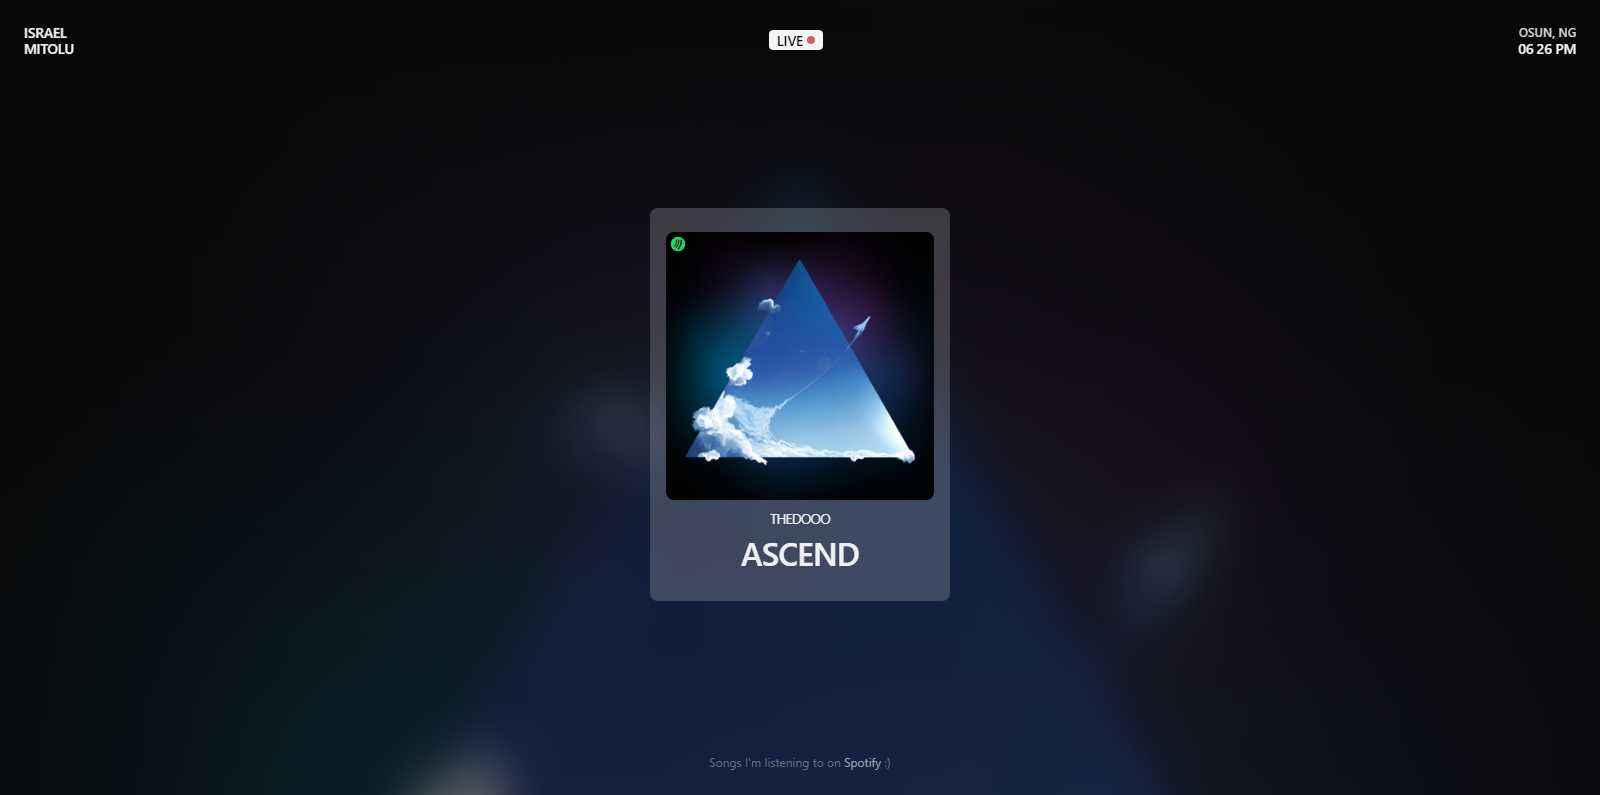 ISRAEL
MITOLU
LIVE
OSUN, NG
06 26 PM
THEDOOO
ASCEND
Songs I'm listening to on Spotify :)